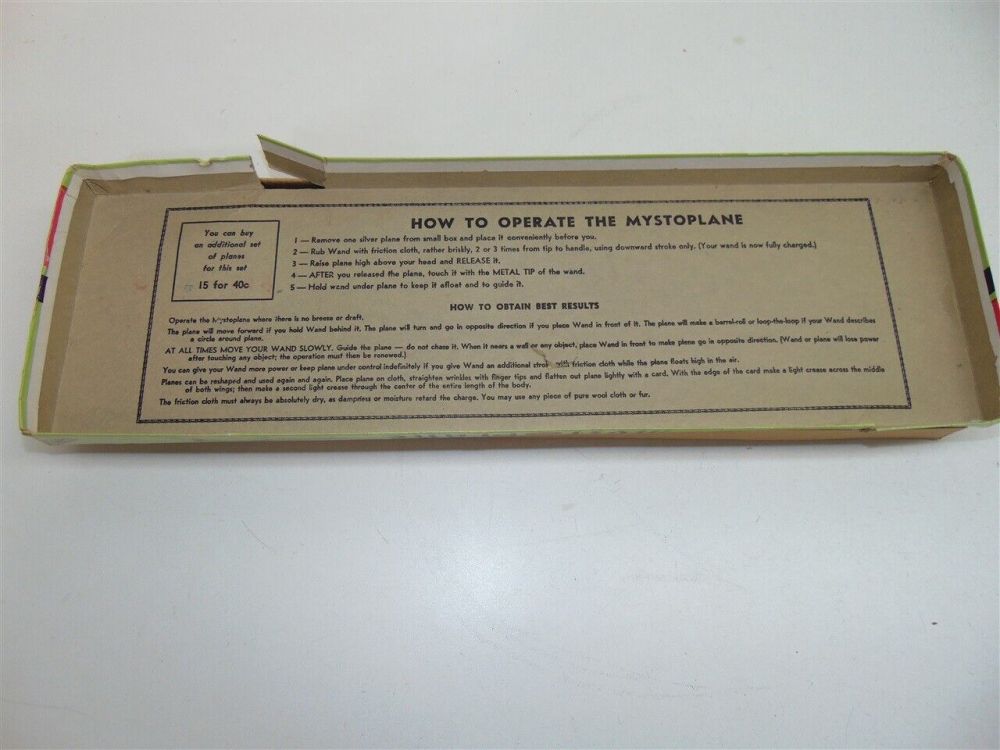 You can buy
an additional set
of planes
for this set
15 for 40c
HOW TO OPERATE THE MYSTOPLANE
1 — Remove one silver plane from small box and place it conveniently before you.
2 — Rub Wand with friction cloth, rather briskly, 2 or 3 times from tip to handle, using downward stroke only. (Your wand is now fully charged.)
3 — Raise plane high above your head and RELEASE it.
4 — AFTER you released the plane, touch it with the METAL TIP of the wand.
5 — Hold wand under plane to keep it afloat and to guide it.
HOW TO OBTAIN BEST RESULTS
Operate the Mystoplane where there is no breeze or draft.
The plane will move forward if you hold Wand behind it. The plane will turn and go in opposite direction if you place Wand in front of it. The plane will make a barrel-roll or loop-the-loop if your Wand describes
a circle around plane.
AT ALL TIMES MOVE YOUR WAND SLOWLY. Guide the plane — do not chase it. When it nears a wall or any object, place Wand in front to make plane go in opposite direction. (Wand or plane will lose power
after touching any object; the operation must then be renewed.)
You can give your Wand more power or keep plane under control indefinitely if you give Wand an additional with friction cloth while the plane floats high in the air.
Planes can be reshaped and used again and again. Place plane on cloth, straighten wrinkles with finger tips and flatten out plane lightly with a card. With the edge of the card make a light crease across the middle
of both wings; then make a second light crease through the center of the entire length of the body.
The friction cloth must always be absolutely dry, as dampness or moisture retard the charge. You may use any piece of pure wool cloth or fur.